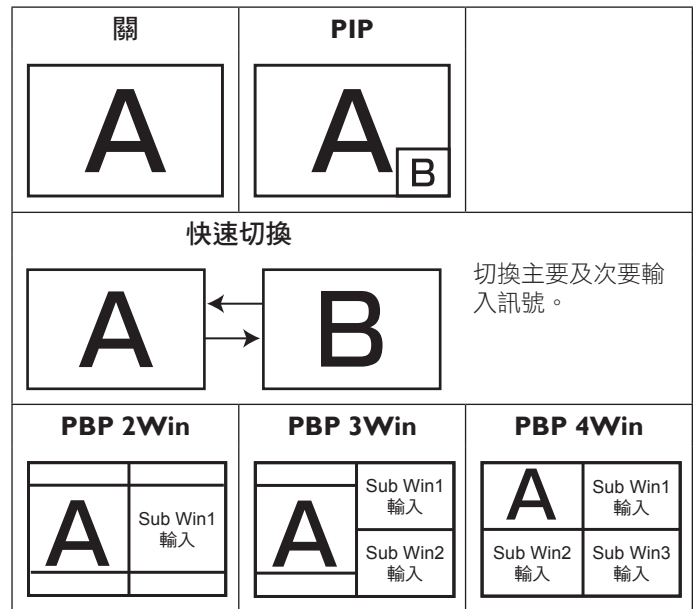 關
PIP
A
A
B
快速切換
A
B
切換主要及次要輸
入訊號。
PBP 2Win
PBP 3Win
PBP 4Win
A
Sub Win1
輸入
A
Sub Win1
輸入
Sub Win2
輸入
A
Sub Win1
輸入
Sub Win2
輸入
Sub Win3
輸入